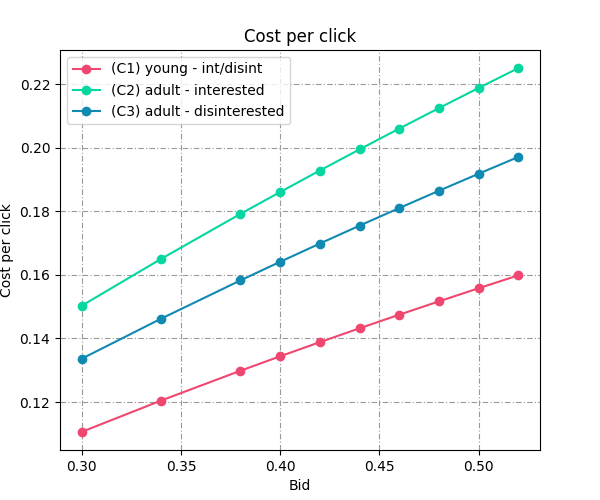 Cost per click
(C1) young - int/disint
(C2) adult - interested
(C3) adult - disinterested
Cost per click
0.22
0.20
0.18
0.16
0.14
0.12
0.30
0.35
0.40
0.45
0.50
Bid